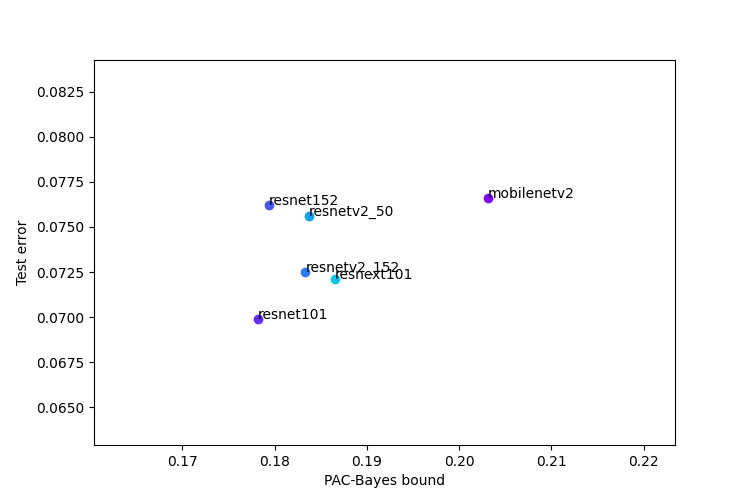 0.0825
0.0800
0.0775
0.0750
0.0725
0.0700
0.0675
0.0650
Test error
mobilenetv2
resnet152
resnetv2_50
resnetv2_152
resnext101
resnet101
0.17 0.18 0.19 0.20 0.21 0.22
PAC-Bayes bound